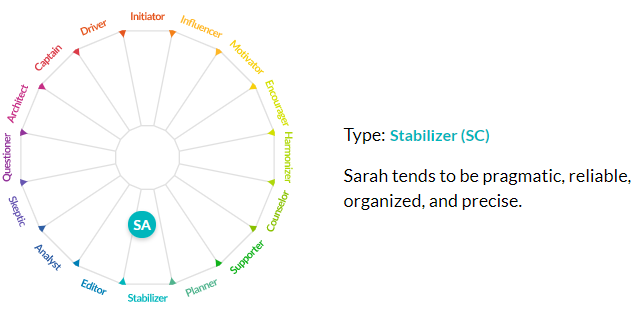 Initiator
Influencer
Motivator
Encourager
Harmonizer
Counselor
Supporter
Planner
Stabilizer
Editor
Analyst
Skeptic
Questioner
Architect
Captain
Driver
SA
Type: Stabilizer (SC)
Sarah tends to be pragmatic, reliable,
organized, and precise.